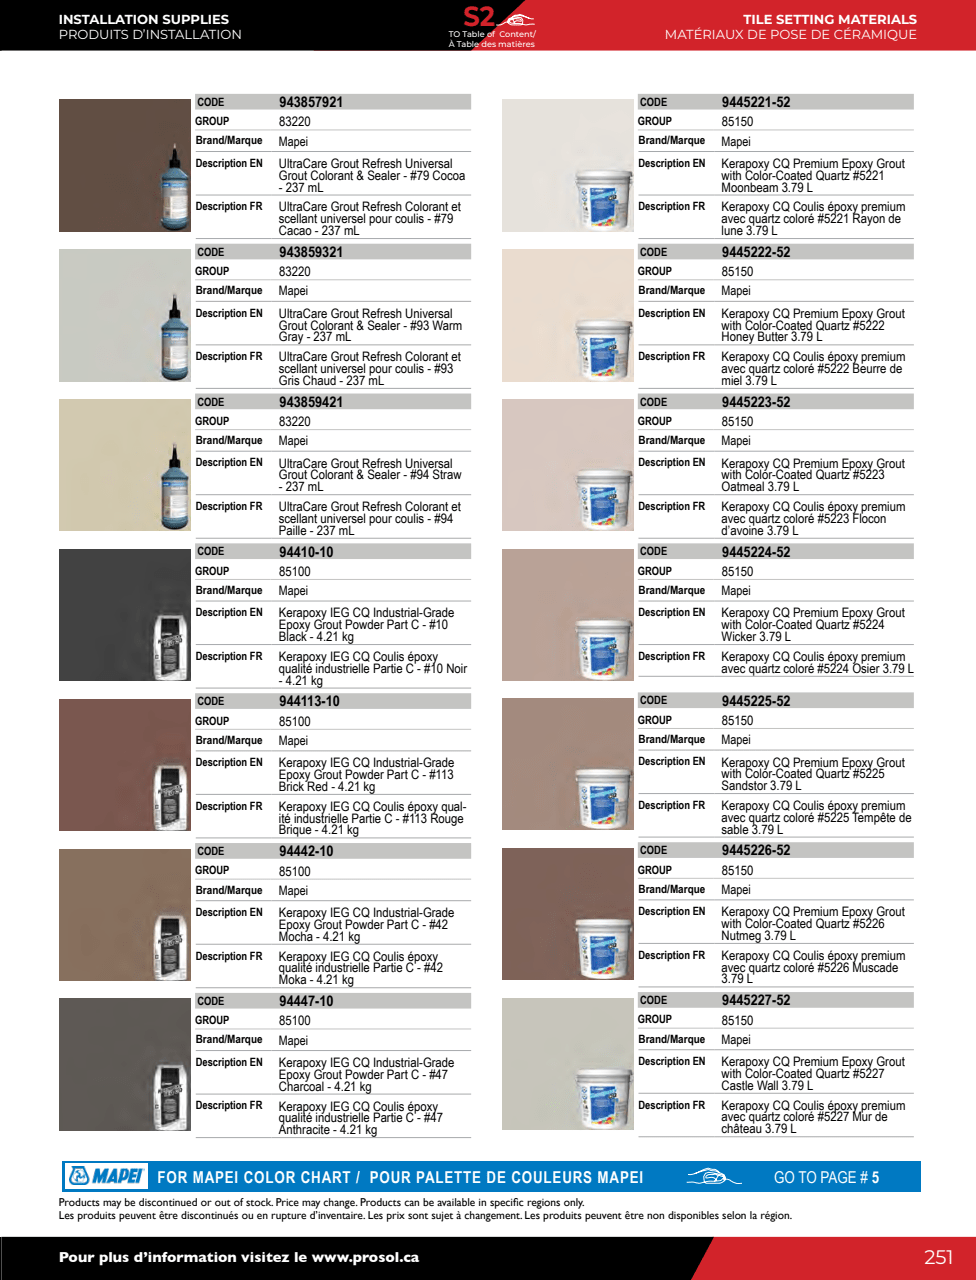 INSTALLATION SUPPLIES
PRODUITS D'INSTALLATION
S2
TO Table of Content/
À Table des matières
TILE SETTING MATERIALS
MATÉRIAUX DE POSE DE CÉRAMIQUE
CODE 943857921
GROUP 83220
Brand/Marque Mapei
Description EN UltraCare Grout Refresh Universal
Grout Colorant & Sealer - #79 Cocoa
- 237 mL
Description FR UltraCare Grout Refresh Colorant et
scellant universel pour coulis - #79
Cacao - 237 mL
CODE 943859321
GROUP 83220
Brand/Marque Mapei
Description EN UltraCare Grout Refresh Universal
Grout Colorant & Sealer - #93 Warm
Gray - 237 mL
Description FR UltraCare Grout Refresh Colorant et
scellant universel pour coulis - #93
Gris Chaud - 237 mL
CODE 943859421
GROUP 83220
Brand/Marque Mapei
Description EN UltraCare Grout Refresh Universal
Grout Colorant & Sealer - #94 Straw
- 237 mL
Description FR UltraCare Grout Refresh Colorant et
scellant universel pour coulis - #94
Paille - 237 mL
CODE 94410-10
GROUP 85100
Brand/Marque Mapei
Description EN Kerapoxy IEG CQ Industrial-Grade
Epoxy Grout Powder Part C - #10
Black - 4.21 kg
Description FR Kerapoxy IEG CQ Coulis époxy
qualité industrielle Partie C - #10 Noir
- 4.21 kg
CODE 944113-10
GROUP 85100
Brand/Marque Mapei
Description EN Kerapoxy IEG CQ Industrial-Grade
Epoxy Grout Powder Part C - #113
Brick Red - 4.21 kg
Description FR Kerapoxy IEG CQ Coulis époxy qual-
ité industrielle Partie C - #113 Rouge
Brique - 4.21 kg
CODE 94442-10
GROUP 85100
Brand/Marque Mapei
Description EN Kerapoxy IEG CQ Industrial-Grade
Epoxy Grout Powder Part C - #42
Mocha - 4.21 kg
Description FR Kerapoxy IEG CQ Coulis époxy
qualité industrielle Partie C - #42
Moka - 4.21 kg
CODE 94447-10
GROUP 85100
Brand/Marque Mapei
Description EN Kerapoxy IEG CQ Industrial-Grade
Epoxy Grout Powder Part C - #47
Charcoal - 4.21 kg
Description FR Kerapoxy IEG CQ Coulis époxy
qualité industrielle Partie C - #47
Anthracite - 4.21 kg
CODE 9445221-52
GROUP 85150
Brand/Marque Mapei
Description EN Kerapoxy CQ Premium Epoxy Grout
with Color-Coated Quartz #5221
Moonbeam 3.79 L
Description FR Kerapoxy CQ Coulis époxy premium
avec quartz coloré #5221 Rayon de
lune 3.79 L
CODE 9445222-52
GROUP 85150
Brand/Marque Mapei
Description EN Kerapoxy CQ Premium Epoxy Grout
with Color-Coated Quartz #5222
Honey Butter 3.79 L
Description FR Kerapoxy CQ Coulis époxy premium
avec quartz coloré #5222 Beurre de
miel 3.79 L
CODE 9445223-52
GROUP 85150
Brand/Marque Mapei
Description EN Kerapoxy CQ Premium Epoxy Grout
with Color-Coated Quartz #5223
Oatmeal 3.79 L
Description FR Kerapoxy CQ Coulis époxy premium
avec quartz coloré #5223 Flocon
d'avoine 3.79 L
CODE 9445224-52
GROUP 85150
Brand/Marque Mapei
Description EN Kerapoxy CQ Premium Epoxy Grout
with Color-Coated Quartz #5224
Wicker 3.79 L
Description FR Kerapoxy CQ Coulis époxy premium
avec quartz coloré #5224 Osier 3.79 L
CODE 9445225-52
GROUP 85150
Brand/Marque Mapei
Description EN Kerapoxy CQ Premium Epoxy Grout
with Color-Coated Quartz #5225
Sandstor 3.79 L
Description FR Kerapoxy CQ Coulis époxy premium
avec quartz coloré #5225 Tempête de
sable 3.79 L
CODE 9445226-52
GROUP 85150
Brand/Marque Mapei
Description EN Kerapoxy CQ Premium Epoxy Grout
with Color-Coated Quartz #5226
Nutmeg 3.79 L
Description FR Kerapoxy CQ Coulis époxy premium
avec quartz coloré #5226 Muscade
3.79 L
CODE 9445227-52
GROUP 85150
Brand/Marque Mapei
Description EN Kerapoxy CQ Premium Epoxy Grout
with Color-Coated Quartz #5227
Castle Wall 3.79 L
Description FR Kerapoxy CQ Coulis époxy premium
avec quartz coloré #5227 Mur de
château 3.79 L
MAPEI FOR MAPEI COLOR CHART / POUR PALETTE DE COULEURS MAPEI GO TO PAGE # 5
Products may be discontinued or out of stock. Price may change. Products can be available in specific regions only.
Les produits peuvent être discontinués ou en rupture d'inventaire. Les prix sont sujet à changement. Les produits peuvent être non disponibles selon la région.
Pour plus d'information visitez le www.prosol.ca
251